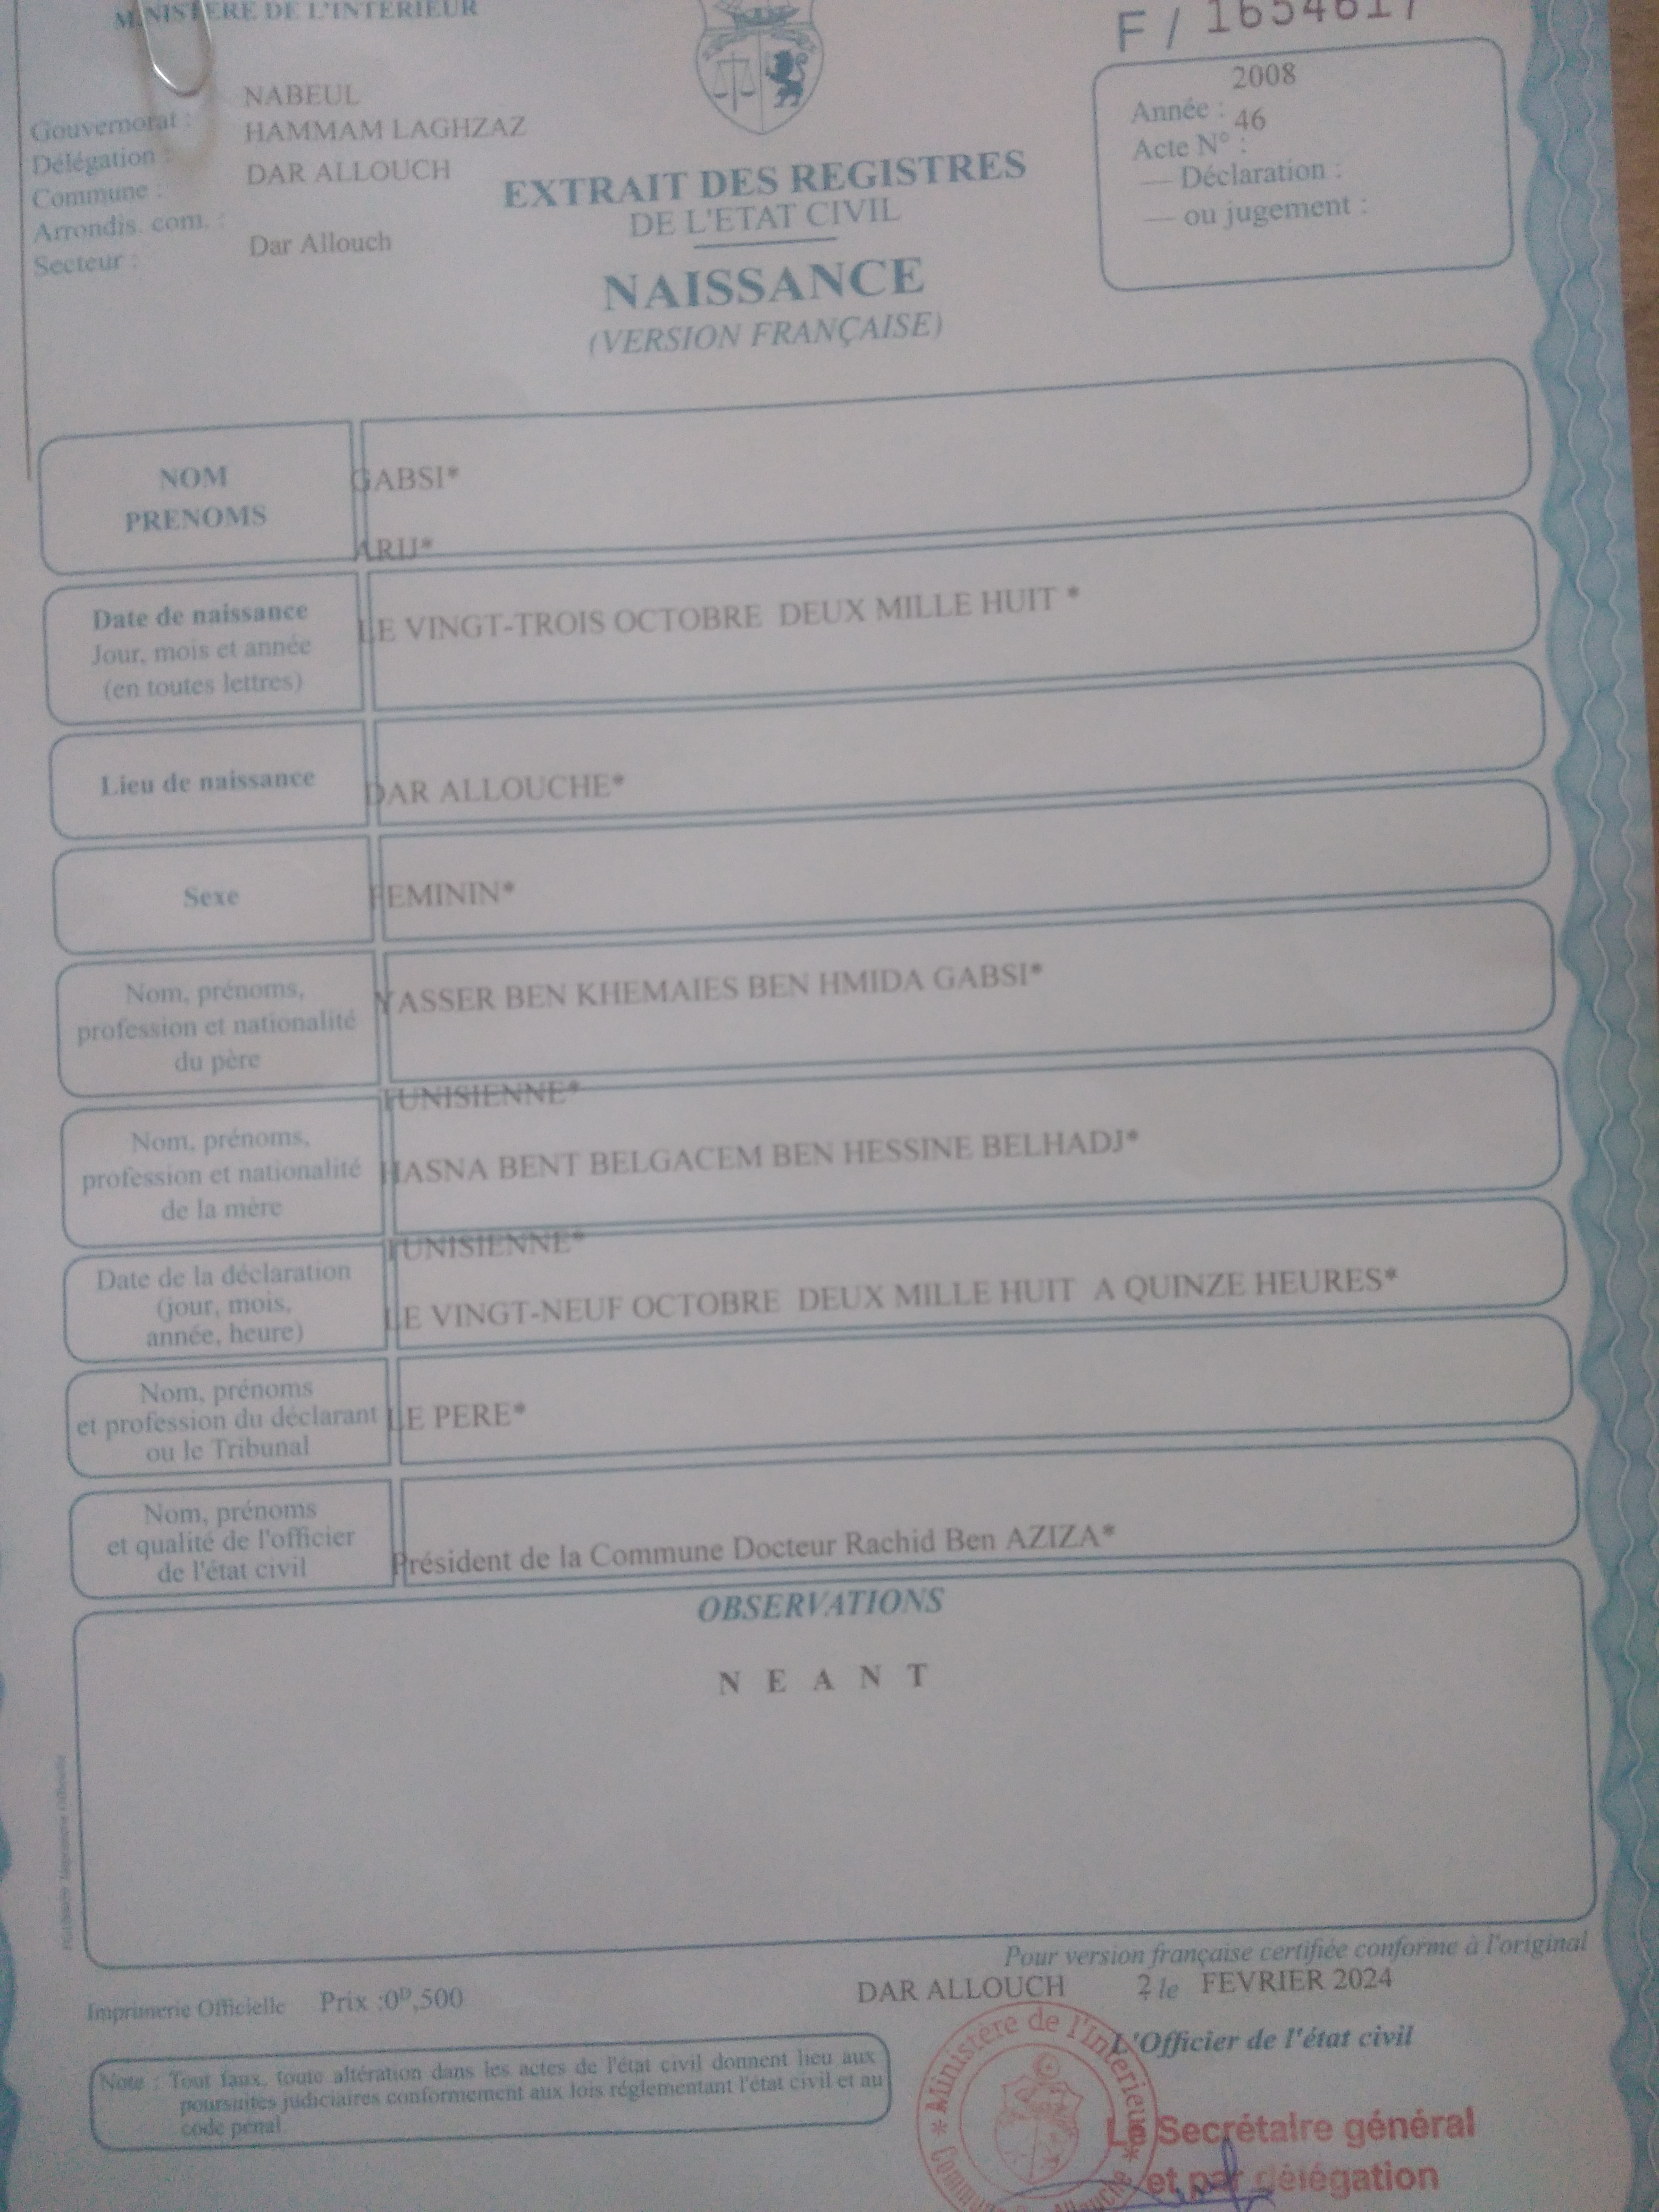 MINISTERE DE L'INTERIEUR
F / 1654617
Gouvernorat : NABEUL
Délégation : HAMMAM LAGHZAZ
Commune : DAR ALLOUCH
Arrondis. com. :
Secteur : Dar Allouch
EXTRAIT DES REGISTRES
DE L'ETAT CIVIL
NAISSANCE
(VERSION FRANÇAISE)
2008
Année :
46
Acte N° :
— Déclaration :
— ou jugement :
NOM
PRENOMS
GABSI*
ARIJ*
Date de naissance
Jour, mois et année
(en toutes lettres)
LE VINGT-TROIS OCTOBRE DEUX MILLE HUIT *
Lieu de naissance
DAR ALLOUCHE*
Sexe
FEMININ*
Nom, prénoms,
profession et nationalité
du père
YASSER BEN KHEMAIES BEN HMIDA GABSI*
TUNISIENNE*
Nom, prénoms,
profession et nationalité
de la mère
HASNA BENT BELGACEM BEN HESSINE BELHADJ*
TUNISIENNE*
Date de la déclaration
(jour, mois,
année, heure)
LE VINGT-NEUF OCTOBRE DEUX MILLE HUIT A QUINZE HEURES*
Nom, prénoms
et profession du déclarant
ou le Tribunal
LE PERE*
Nom, prénoms
et qualité de l'officier
de l'état civil
Président de la Commune Docteur Rachid Ben AZIZA*
OBSERVATIONS
N E A N T
Pour version française certifiée conforme à l'original
DAR ALLOUCH 2 le FEVRIER 2024
Imprimerie Officielle Prix :0ᴰ,500
L'Officier de l'état civil
Note : Tout faux, toute altération dans les actes de l'état civil donnent lieu aux
poursuites judiciaires conformement aux lois réglementant l'état civil et au
code pénal.
* Ministère de l'Interieur *
Le Secrétaire général
et par délégation